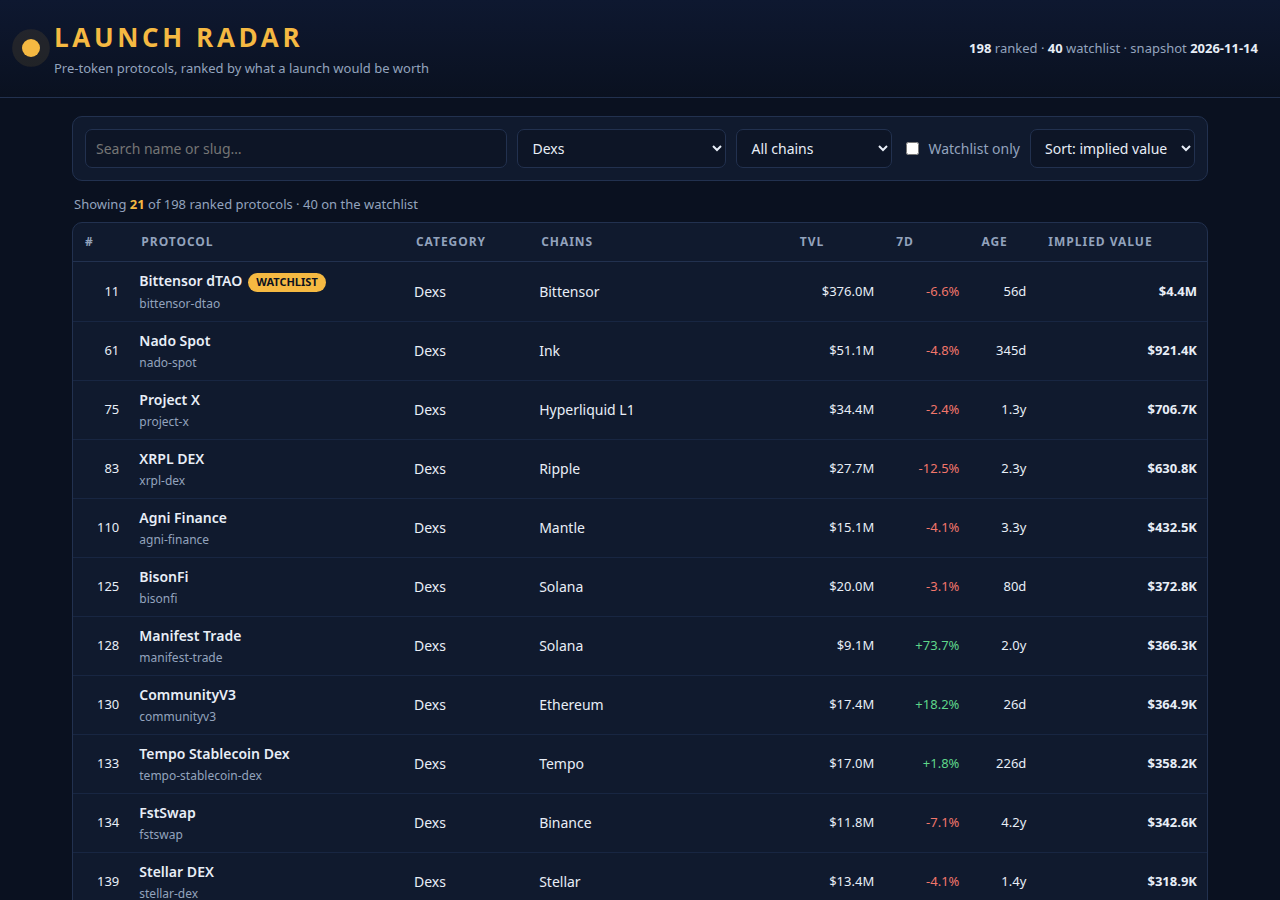 LAUNCH RADAR
Pre-token protocols, ranked by what a launch would be worth
198 ranked · 40 watchlist · snapshot 2026-11-14
Search name or slug...
Dexs
All chains
Watchlist only
Sort: implied value
Showing 21 of 198 ranked protocols · 40 on the watchlist
# PROTOCOL CATEGORY CHAINS TVL 7D AGE IMPLIED VALUE
11 Bittensor dTAO WATCHLIST Dexs Bittensor $376.0M -6.6% 56d $4.4M
bittensor-dtao
61 Nado Spot Dexs Ink $51.1M -4.8% 345d $921.4K
nado-spot
75 Project X Dexs Hyperliquid L1 $34.4M -2.4% 1.3y $706.7K
project-x
83 XRPL DEX Dexs Ripple $27.7M -12.5% 2.3y $630.8K
xrpl-dex
110 Agni Finance Dexs Mantle $15.1M -4.1% 3.3y $432.5K
agni-finance
125 BisonFi Dexs Solana $20.0M -3.1% 80d $372.8K
bisonfi
128 Manifest Trade Dexs Solana $9.1M +73.7% 2.0y $366.3K
manifest-trade
130 CommunityV3 Dexs Ethereum $17.4M +18.2% 26d $364.9K
communityv3
133 Tempo Stablecoin Dex Dexs Tempo $17.0M +1.8% 226d $358.2K
tempo-stablecoin-dex
134 FstSwap Dexs Binance $11.8M -7.1% 4.2y $342.6K
fstswap
139 Stellar DEX Dexs Stellar $13.4M -4.1% 1.4y $318.9K
stellar-dex